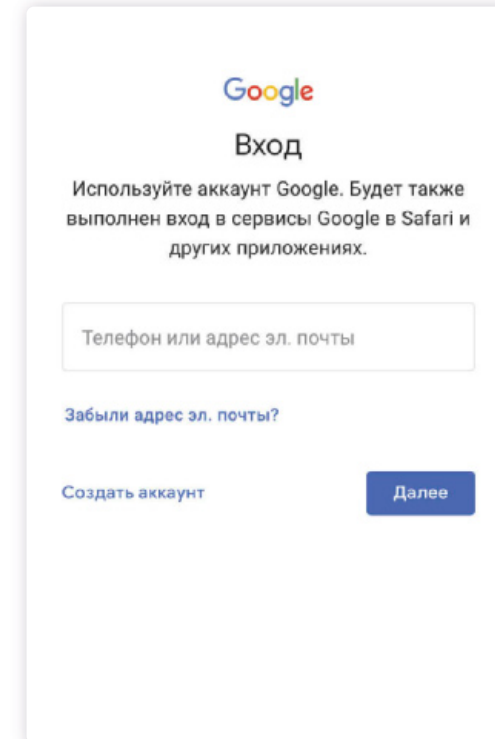 Google
Вход
Используйте аккаунт Google. Будет также
выполнен вход в сервисы Google в Safari и
других приложениях.
Телефон или адрес эл. почты
Забыли адрес эл. почты?
Создать аккаунт
Далее